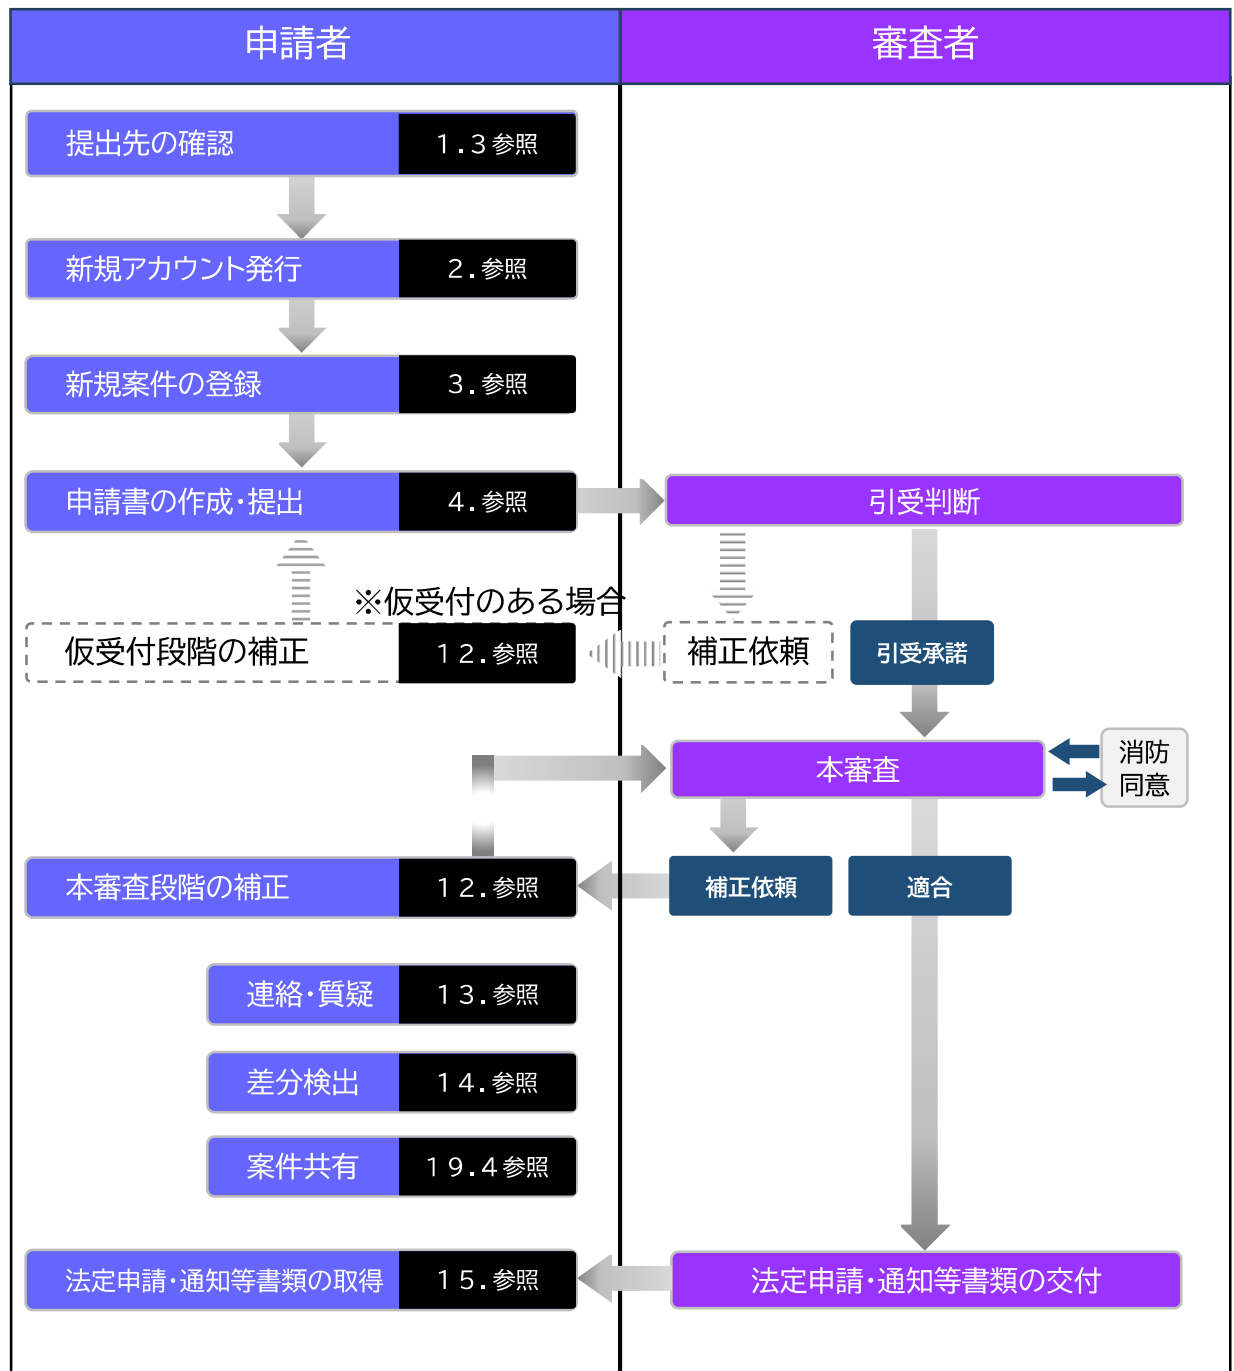 申請者
審査者
提出先の確認
１.３参照
新規アカウント発行
２.参照
新規案件の登録
３.参照
申請書の作成・提出
４.参照
引受判断
※仮受付のある場合
仮受付段階の補正
１２.参照
補正依頼
引受承諾
本審査
消防
同意
本審査段階の補正
１２.参照
補正依頼
適合
連絡・質疑
１３.参照
差分検出
１４.参照
案件共有
１９.４参照
法定申請・通知等書類の取得
１５.参照
法定申請・通知等書類の交付